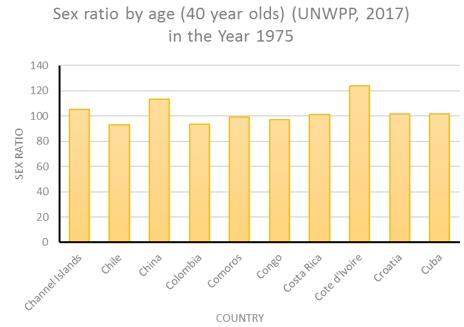 Sex ratio by age (40 year olds) (UNWPP, 2017)
in the Year 1975
140
120
100
80
60
40
20
0
SEX RATIO
Channel Islands
Chile
China
Colombia
Comoros
Congo
Costa Rica
Cote d'Ivoire
Croatia
Cuba
COUNTRY